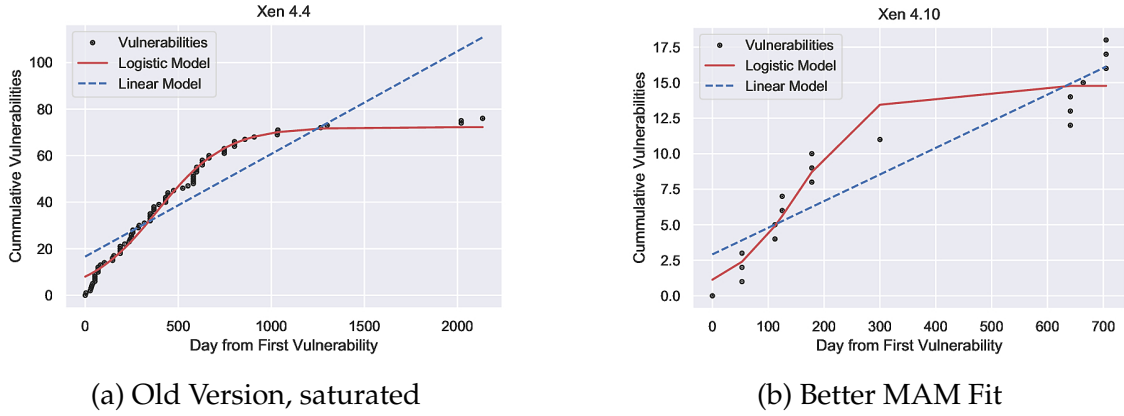 Xen 4.4
Vulnerabilities
Logistic Model
Linear Model
Cummulative Vulnerabilities
100
80
60
40
20
0
0 500 1000 1500 2000
Day from First Vulnerability
(a) Old Version, saturated
Xen 4.10
Vulnerabilities
Logistic Model
Linear Model
Cummulative Vulnerabilities
17.5
15.0
12.5
10.0
7.5
5.0
2.5
0.0
0 100 200 300 400 500 600 700
Day from First Vulnerability
(b) Better MAM Fit